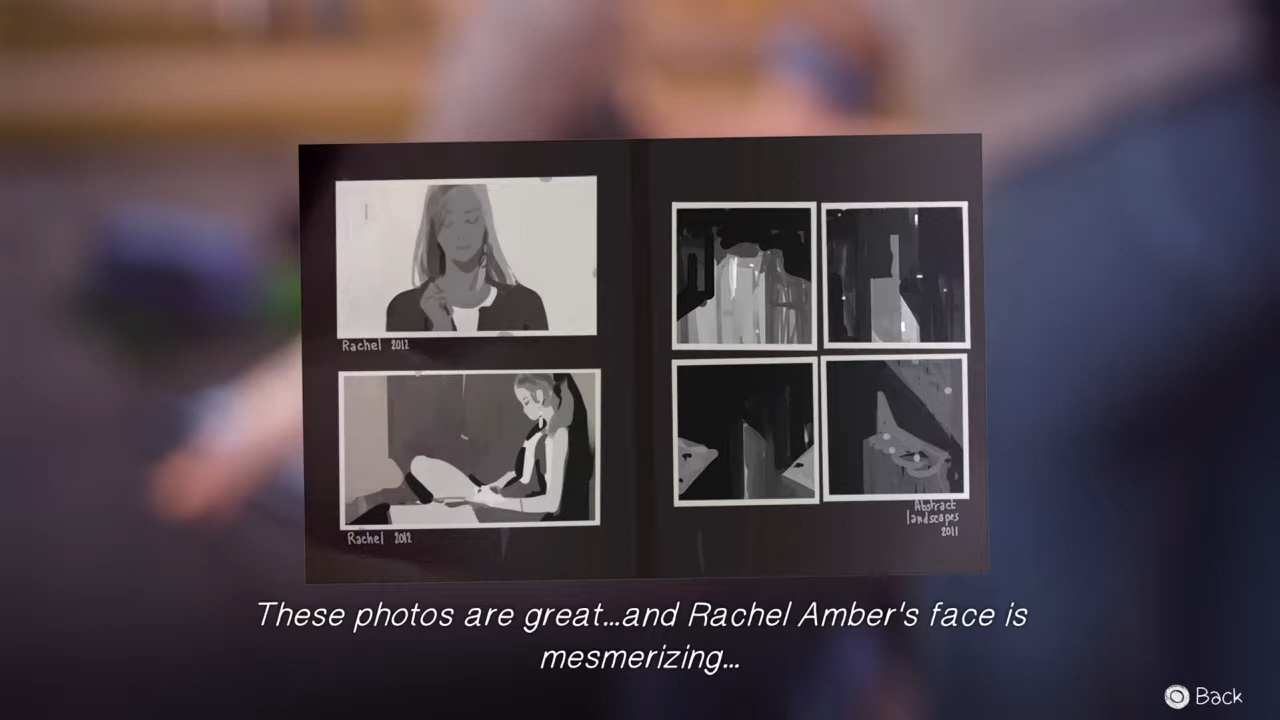 Rachel 2012
Rachel 2012
Abstract
landscapes
2011
These photos are great...and Rachel Amber's face is
mesmerizing...
Back